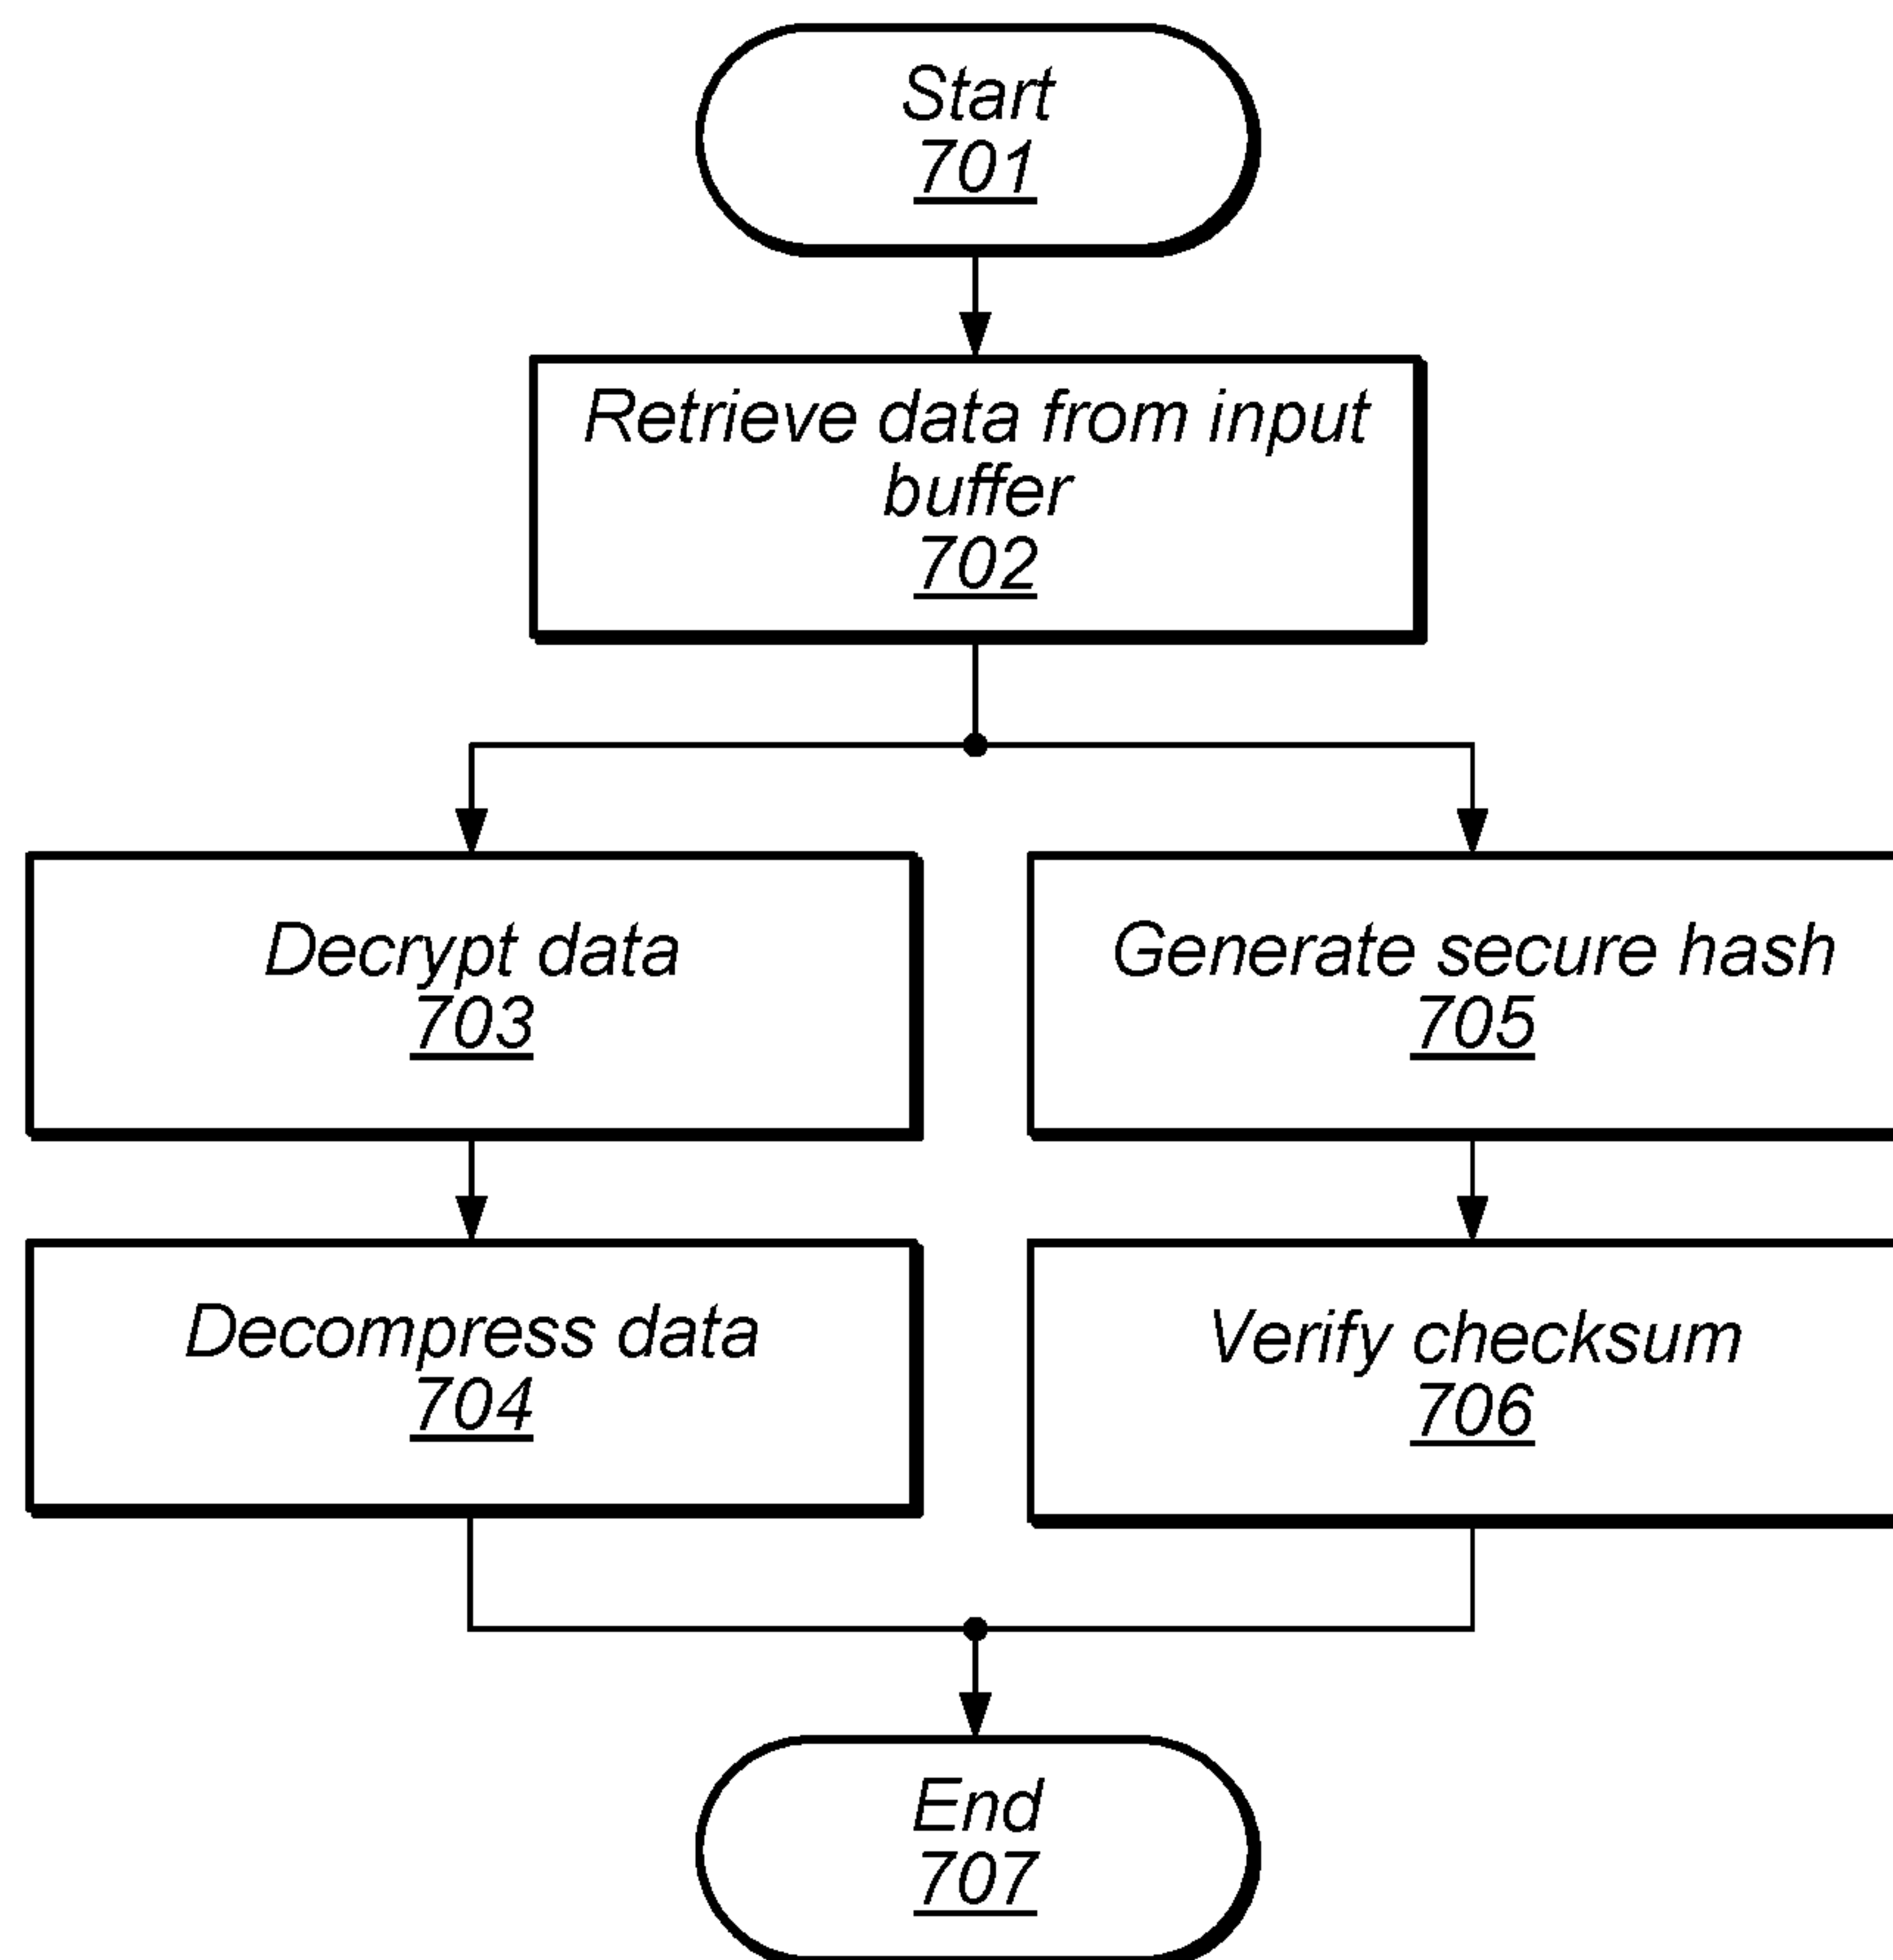 Start
701
Retrieve data from input
buffer
702
Decrypt data
703
Generate secure hash
705
Decompress data
704
Verify checksum
706
End
707